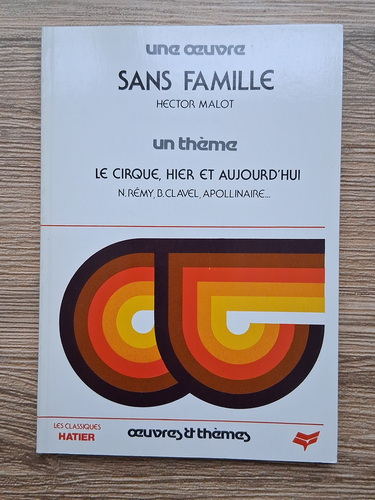 une œuvre
SANS FAMILLE
HECTOR MALOT
un thème
LE CIRQUE, HIER ET AUJOURD'HUI
N. RÉMY, B. CLAVEL, APOLLINAIRE...
LES CLASSIQUES
HATIER
œuvres & thèmes